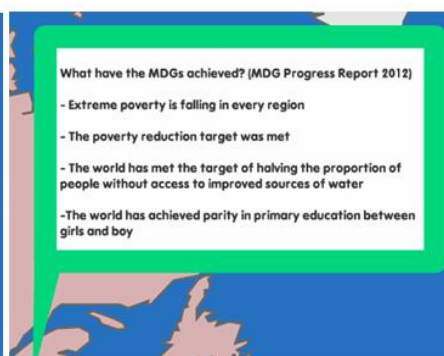 What have the MDGs achieved? (MDG Progress Report 2012)
- Extreme poverty is falling in every region
- The poverty reduction target was met
- The world has met the target of halving the proportion of
people without access to improved sources of water
-The world has achieved parity in primary education between
girls and boy